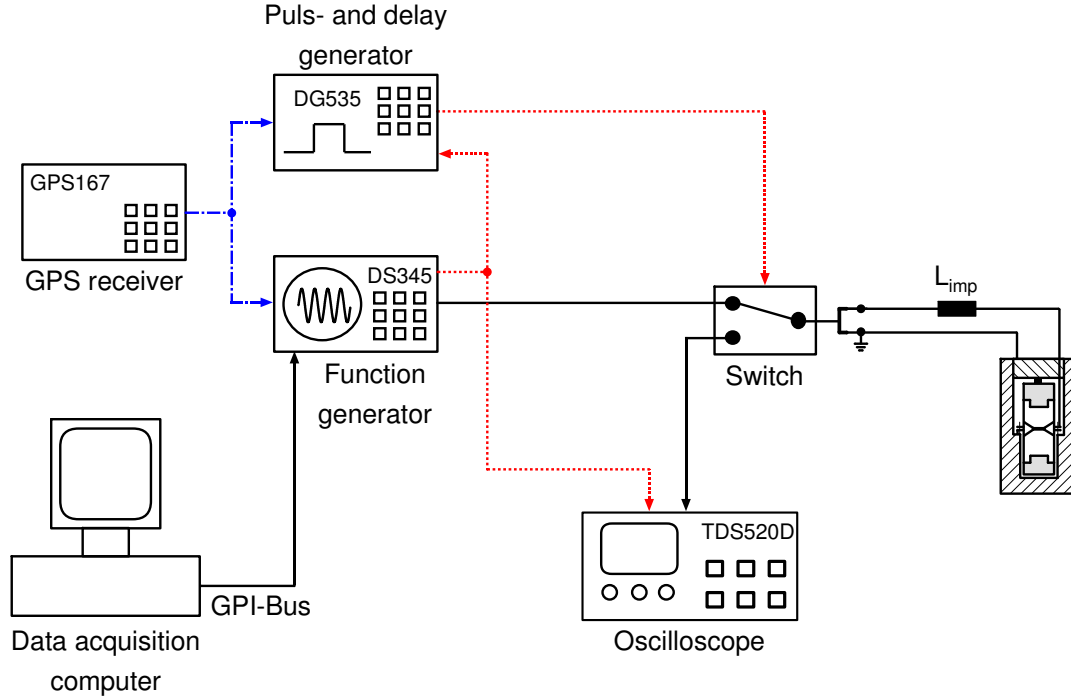 Puls- and delay
generator
DG535
GPS167
GPS receiver
DS345
Function
generator
L_imp
Switch
TDS520D
Oscilloscope
GPI-Bus
Data acquisition
computer